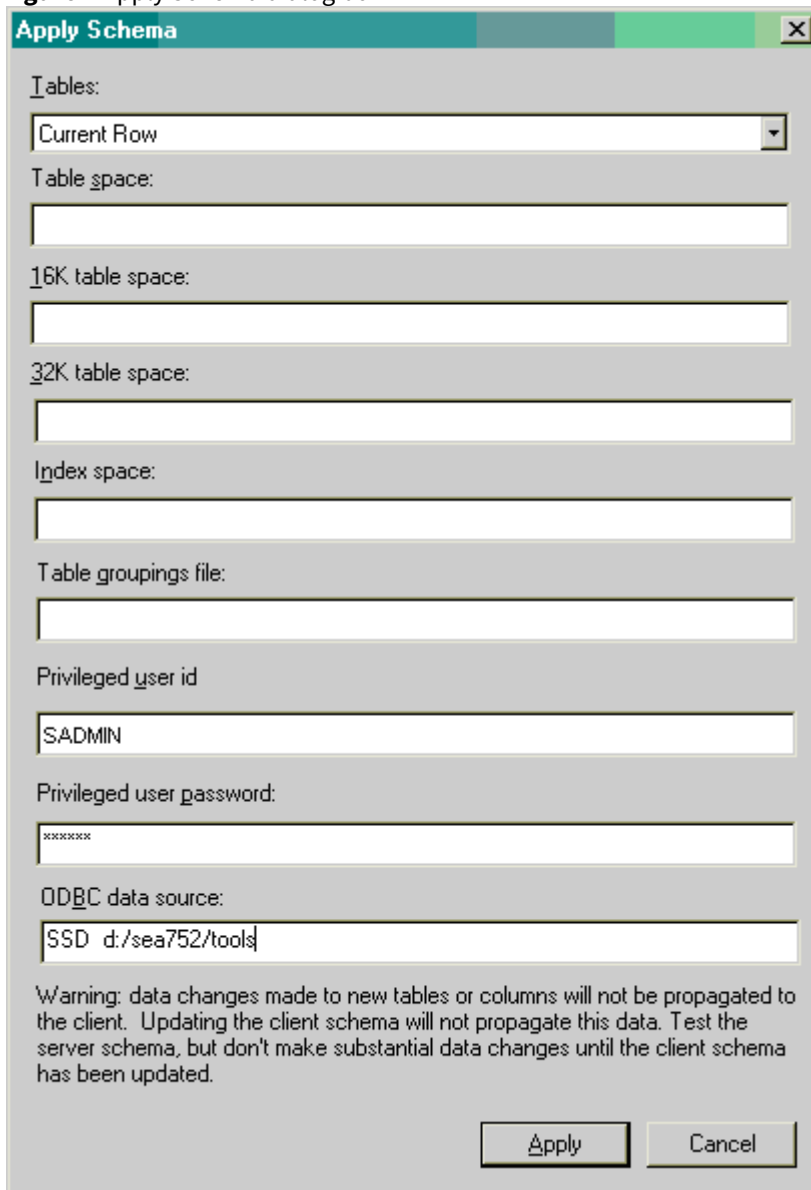 Apply Schema
Tables:
Current Row
Table space:
16K table space:
32K table space:
Index space:
Table groupings file:
Privileged user id
SADMIN
Privileged user password:
××××××
ODBC data source:
SSD d:/sea752/tools
Warning: data changes made to new tables or columns will not be propagated to
the client. Updating the client schema will not propagate this data. Test the
server schema, but don't make substantial data changes until the client schema
has been updated.
Apply Cancel